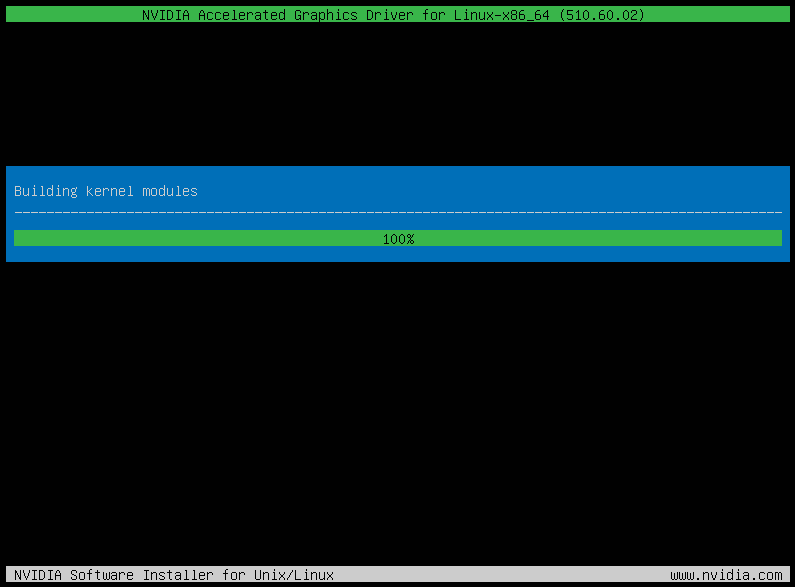 NVIDIA Accelerated Graphics Driver for Linux-x86_64 (510.60.02)
Building kernel modules
100%
NVIDIA Software Installer for Unix/Linux www.nvidia.com